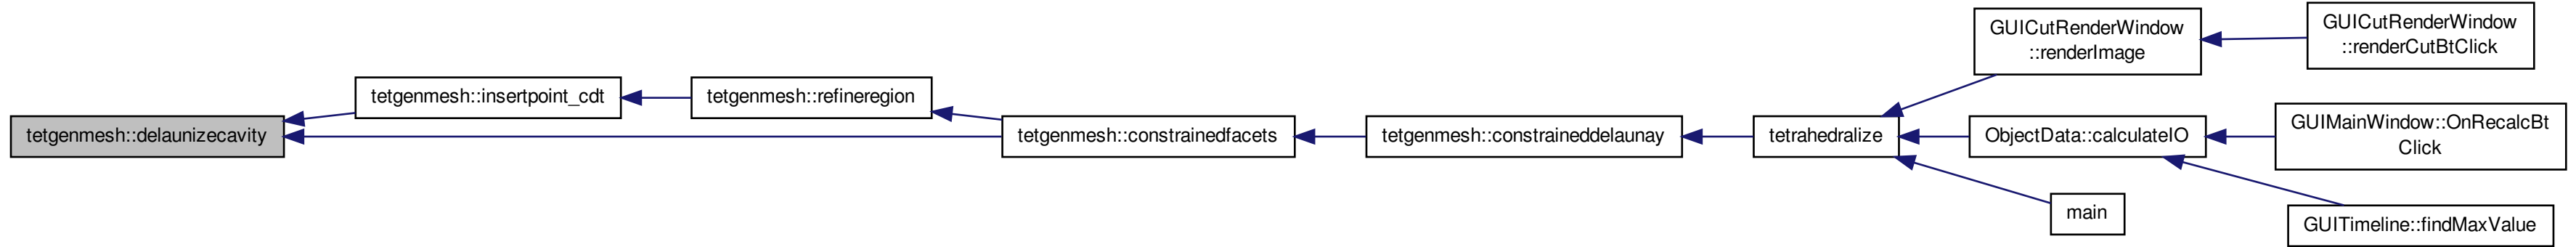 tetgenmesh::delaunizecavity
tetgenmesh::insertpoint_cdt
tetgenmesh::refineregion
tetgenmesh::constrainedfacets
tetgenmesh::constraineddelaunay
tetrahedralize
GUICutRenderWindow
::renderImage
GUICutRenderWindow
::renderCutBtClick
ObjectData::calculateIO
GUIMainWindow::OnRecalcBt
Click
GUITimeline::findMaxValue
main